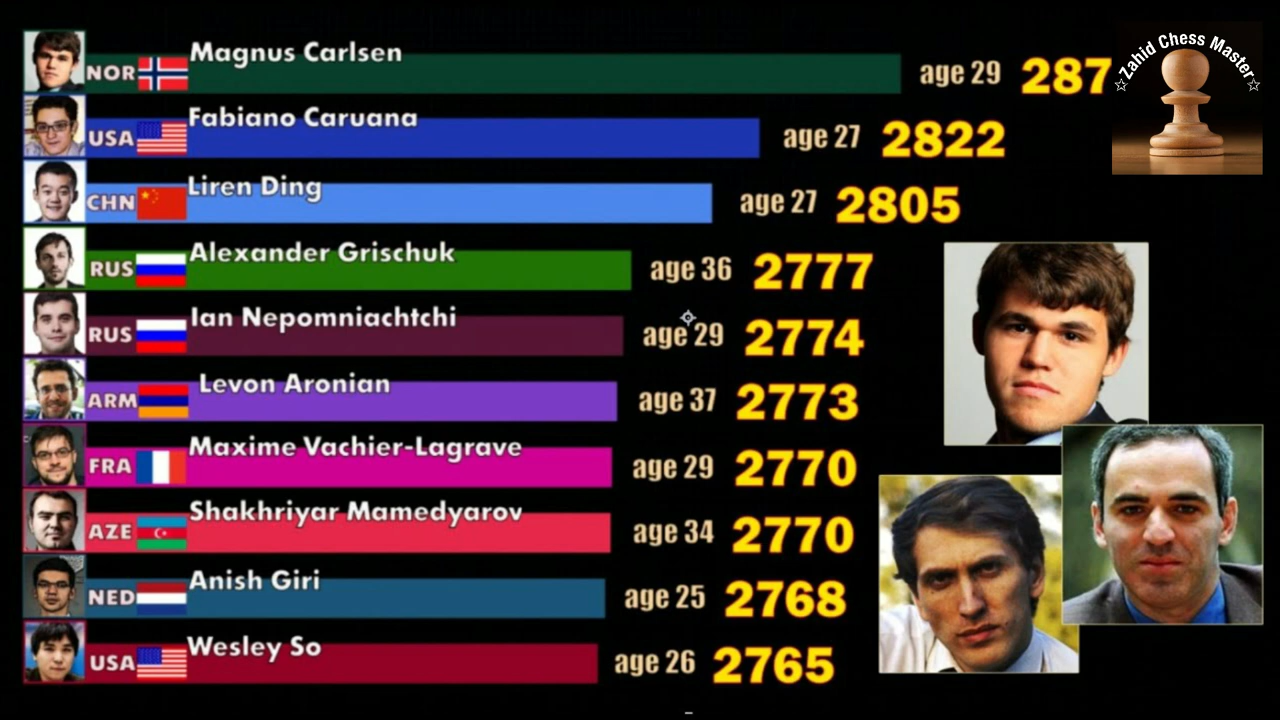 Zahid Chess Master
Magnus Carlsen
NOR age 29 287
Fabiano Caruana
USA age 27 2822
Liren Ding
CHN age 27 2805
Alexander Grischuk
RUS age 36 2777
Ian Nepomniachtchi
RUS age 29 2774
Levon Aronian
ARM age 37 2773
Maxime Vachier-Lagrave
FRA age 29 2770
Shakhriyar Mamedyarov
AZE age 34 2770
Anish Giri
NED age 25 2768
Wesley So
USA age 26 2765